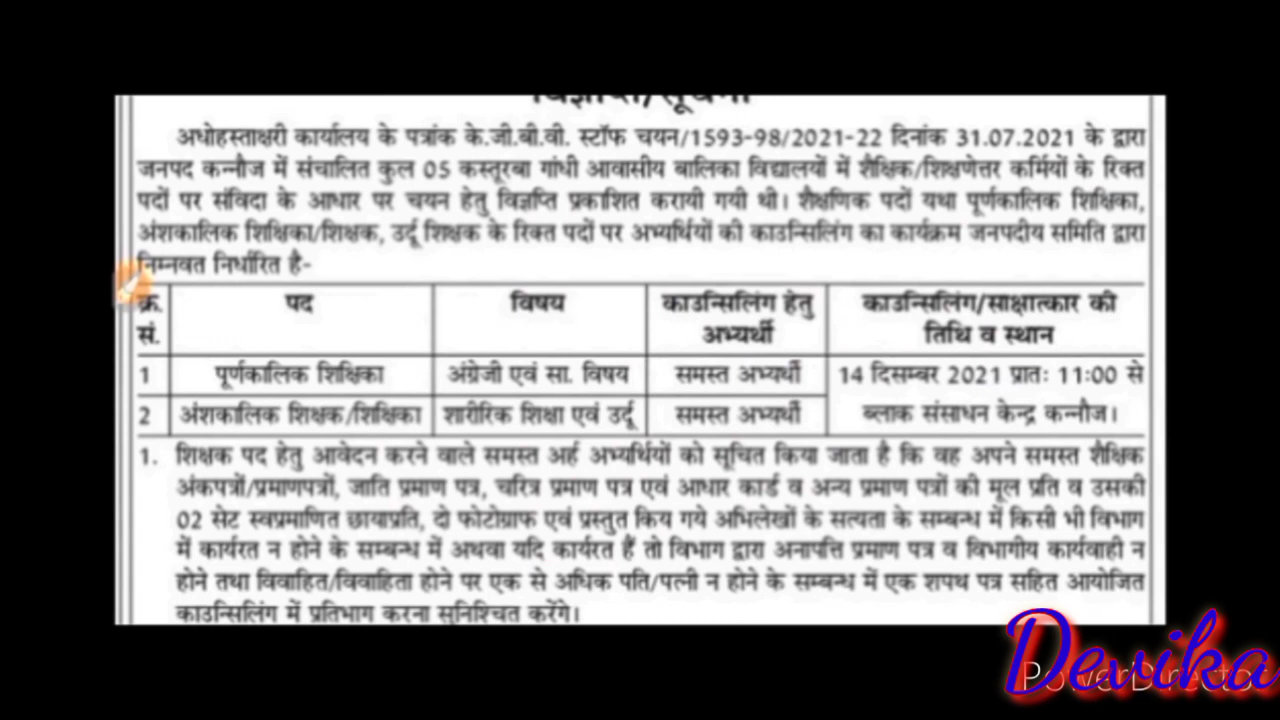 विज्ञप्ति/सूचना
अधोहस्ताक्षरी कार्यालय के पत्रांक के.जी.बी.वी. स्टॉफ चयन/1593-98/2021-22 दिनांक 31.07.2021 के द्वारा
जनपद कन्नौज में संचालित कुल 05 कस्तूरबा गांधी आवासीय बालिका विद्यालयों में शैक्षिक/शिक्षणेत्तर कर्मियों के रिक्त
पदों पर संविदा के आधार पर चयन हेतु विज्ञप्ति प्रकाशित करायी गयी थी। शैक्षणिक पदों यथा पूर्णकालिक शिक्षिका,
अंशकालिक शिक्षिका/शिक्षक, उर्दू शिक्षक के रिक्त पदों पर अभ्यर्थियों की काउन्सिलिंग का कार्यक्रम जनपदीय समिति द्वारा
निम्नवत निर्धारित है-
क्र. सं. पद विषय काउन्सिलिंग हेतु अभ्यर्थी काउन्सिलिंग/साक्षात्कार की तिथि व स्थान
1 पूर्णकालिक शिक्षिका अंग्रेजी एवं सा. विषय समस्त अभ्यर्थी 14 दिसम्बर 2021 प्रातः 11:00 से
2 अंशकालिक शिक्षक/शिक्षिका शारीरिक शिक्षा एवं उर्दू समस्त अभ्यर्थी ब्लाक संसाधन केन्द्र कन्नौज।
1. शिक्षक पद हेतु आवेदन करने वाले समस्त अर्ह अभ्यर्थियों को सूचित किया जाता है कि वह अपने समस्त शैक्षिक
अंकपत्रों/प्रमाणपत्रों, जाति प्रमाण पत्र, चरित्र प्रमाण पत्र एवं आधार कार्ड व अन्य प्रमाण पत्रों की मूल प्रति व उसकी
02 सेट स्वप्रमाणित छायाप्रति, दो फोटोग्राफ एवं प्रस्तुत किय गये अभिलेखों के सत्यता के सम्बन्ध में किसी भी विभाग
में कार्यरत न होने के सम्बन्ध में अथवा यदि कार्यरत हैं तो विभाग द्वारा अनापत्ति प्रमाण पत्र व विभागीय कार्यवाही न
होने तथा विवाहित/विवाहिता होने पर एक से अधिक पति/पत्नी न होने के सम्बन्ध में एक शपथ पत्र सहित आयोजित
काउन्सिलिंग में प्रतिभाग करना सुनिश्चित करेंगे।
Devika
PowerDirector